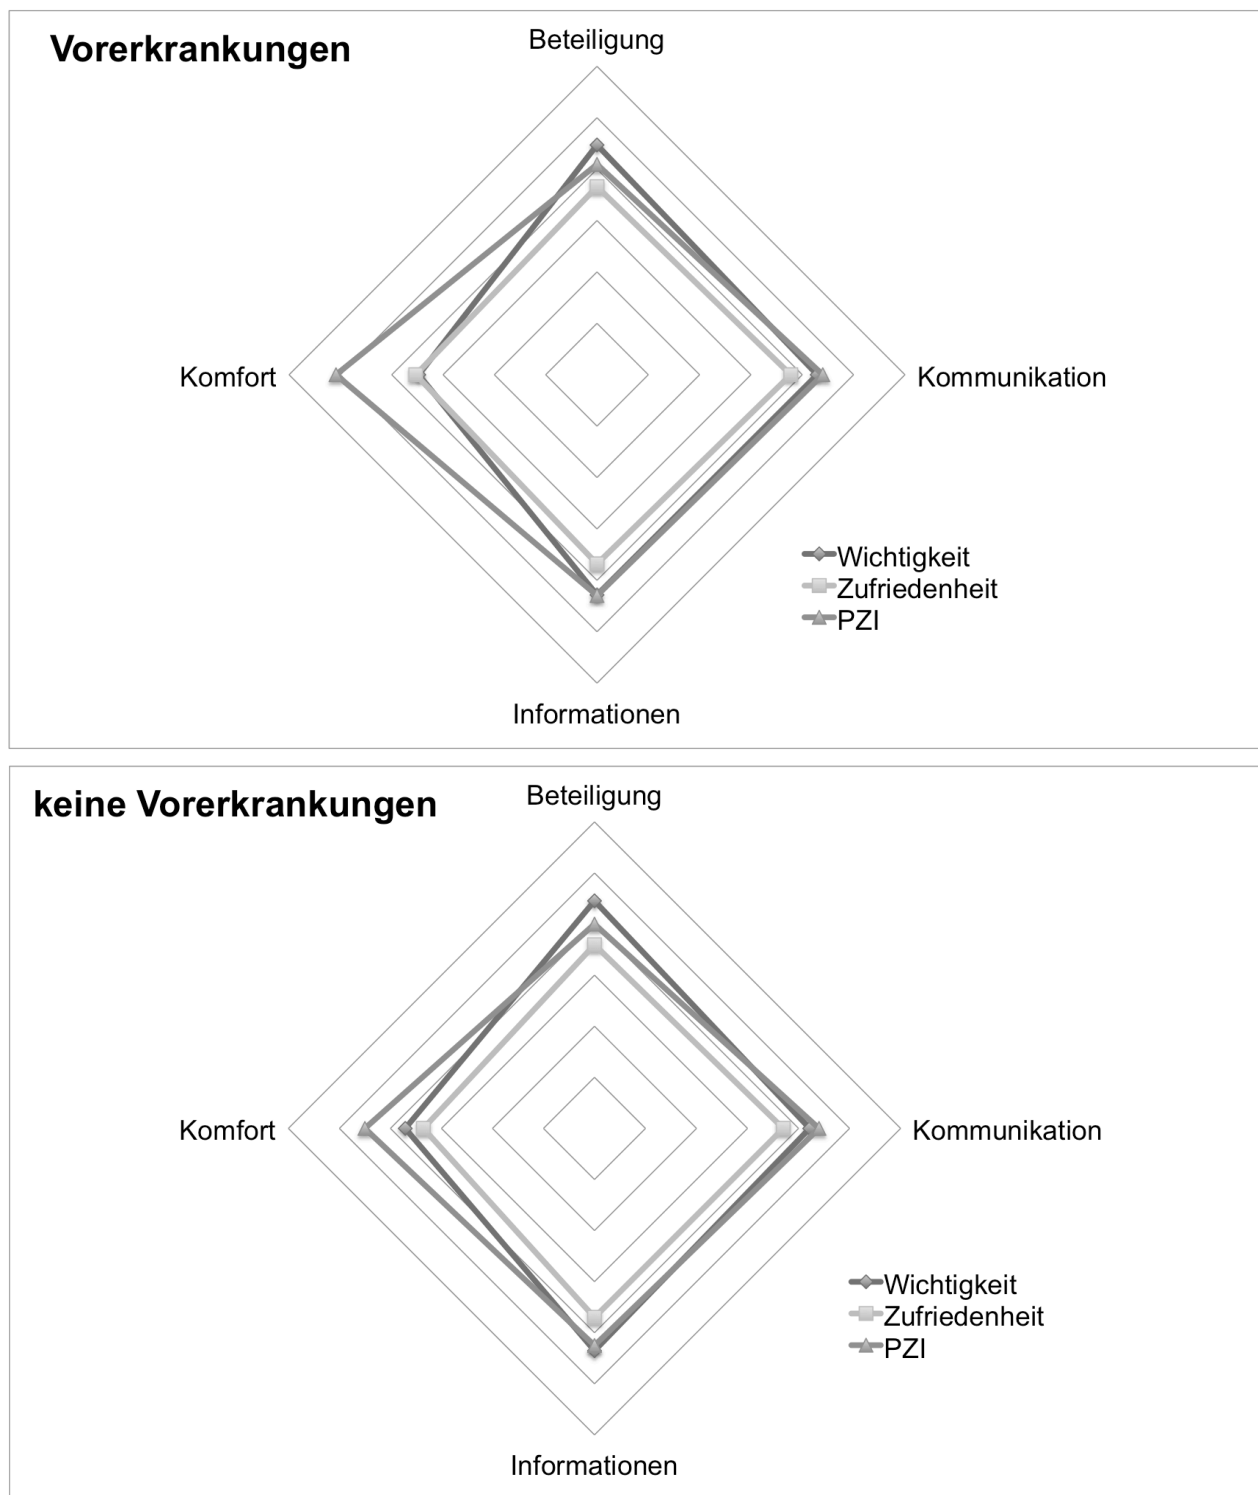 Vorerkrankungen
Beteiligung
Komfort
Kommunikation
Wichtigkeit
Zufriedenheit
PZI
Informationen
keine Vorerkrankungen
Beteiligung
Komfort
Kommunikation
Wichtigkeit
Zufriedenheit
PZI
Informationen